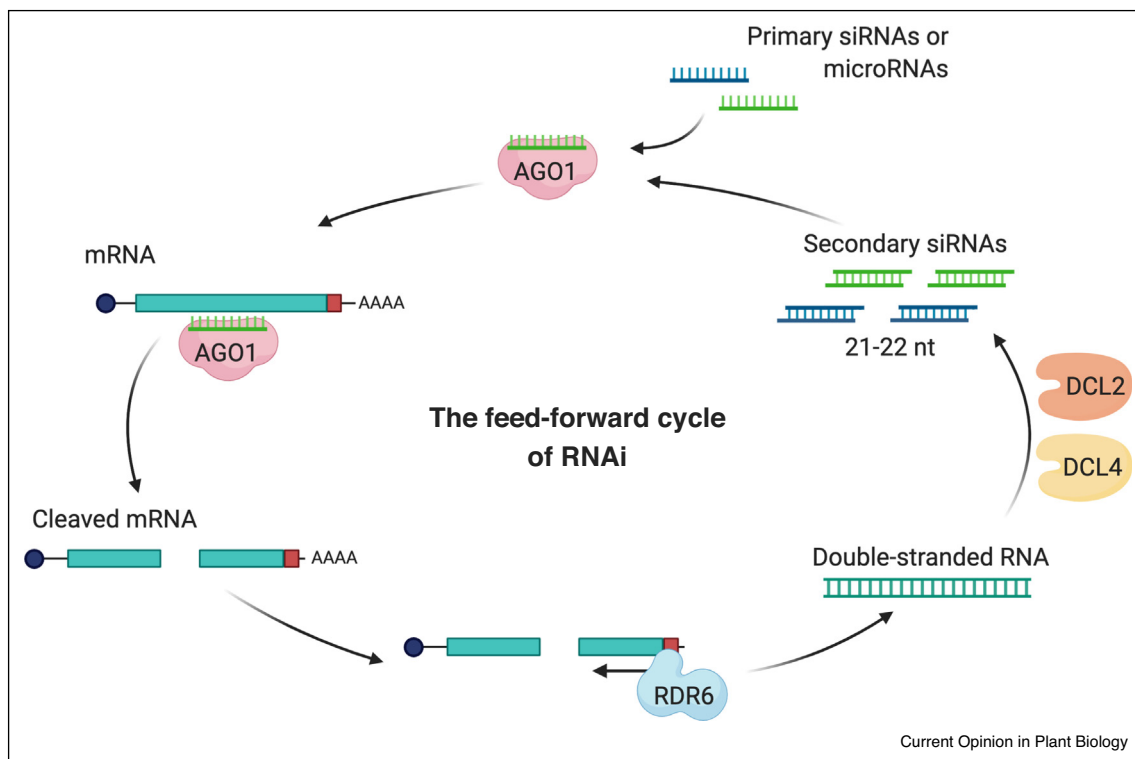 Primary siRNAs or
microRNAs
AGO1
mRNA
AAAA
AGO1
Secondary siRNAs
21-22 nt
DCL2
DCL4
The feed-forward cycle
of RNAi
Cleaved mRNA
AAAA
Double-stranded RNA
RDR6
Current Opinion in Plant Biology